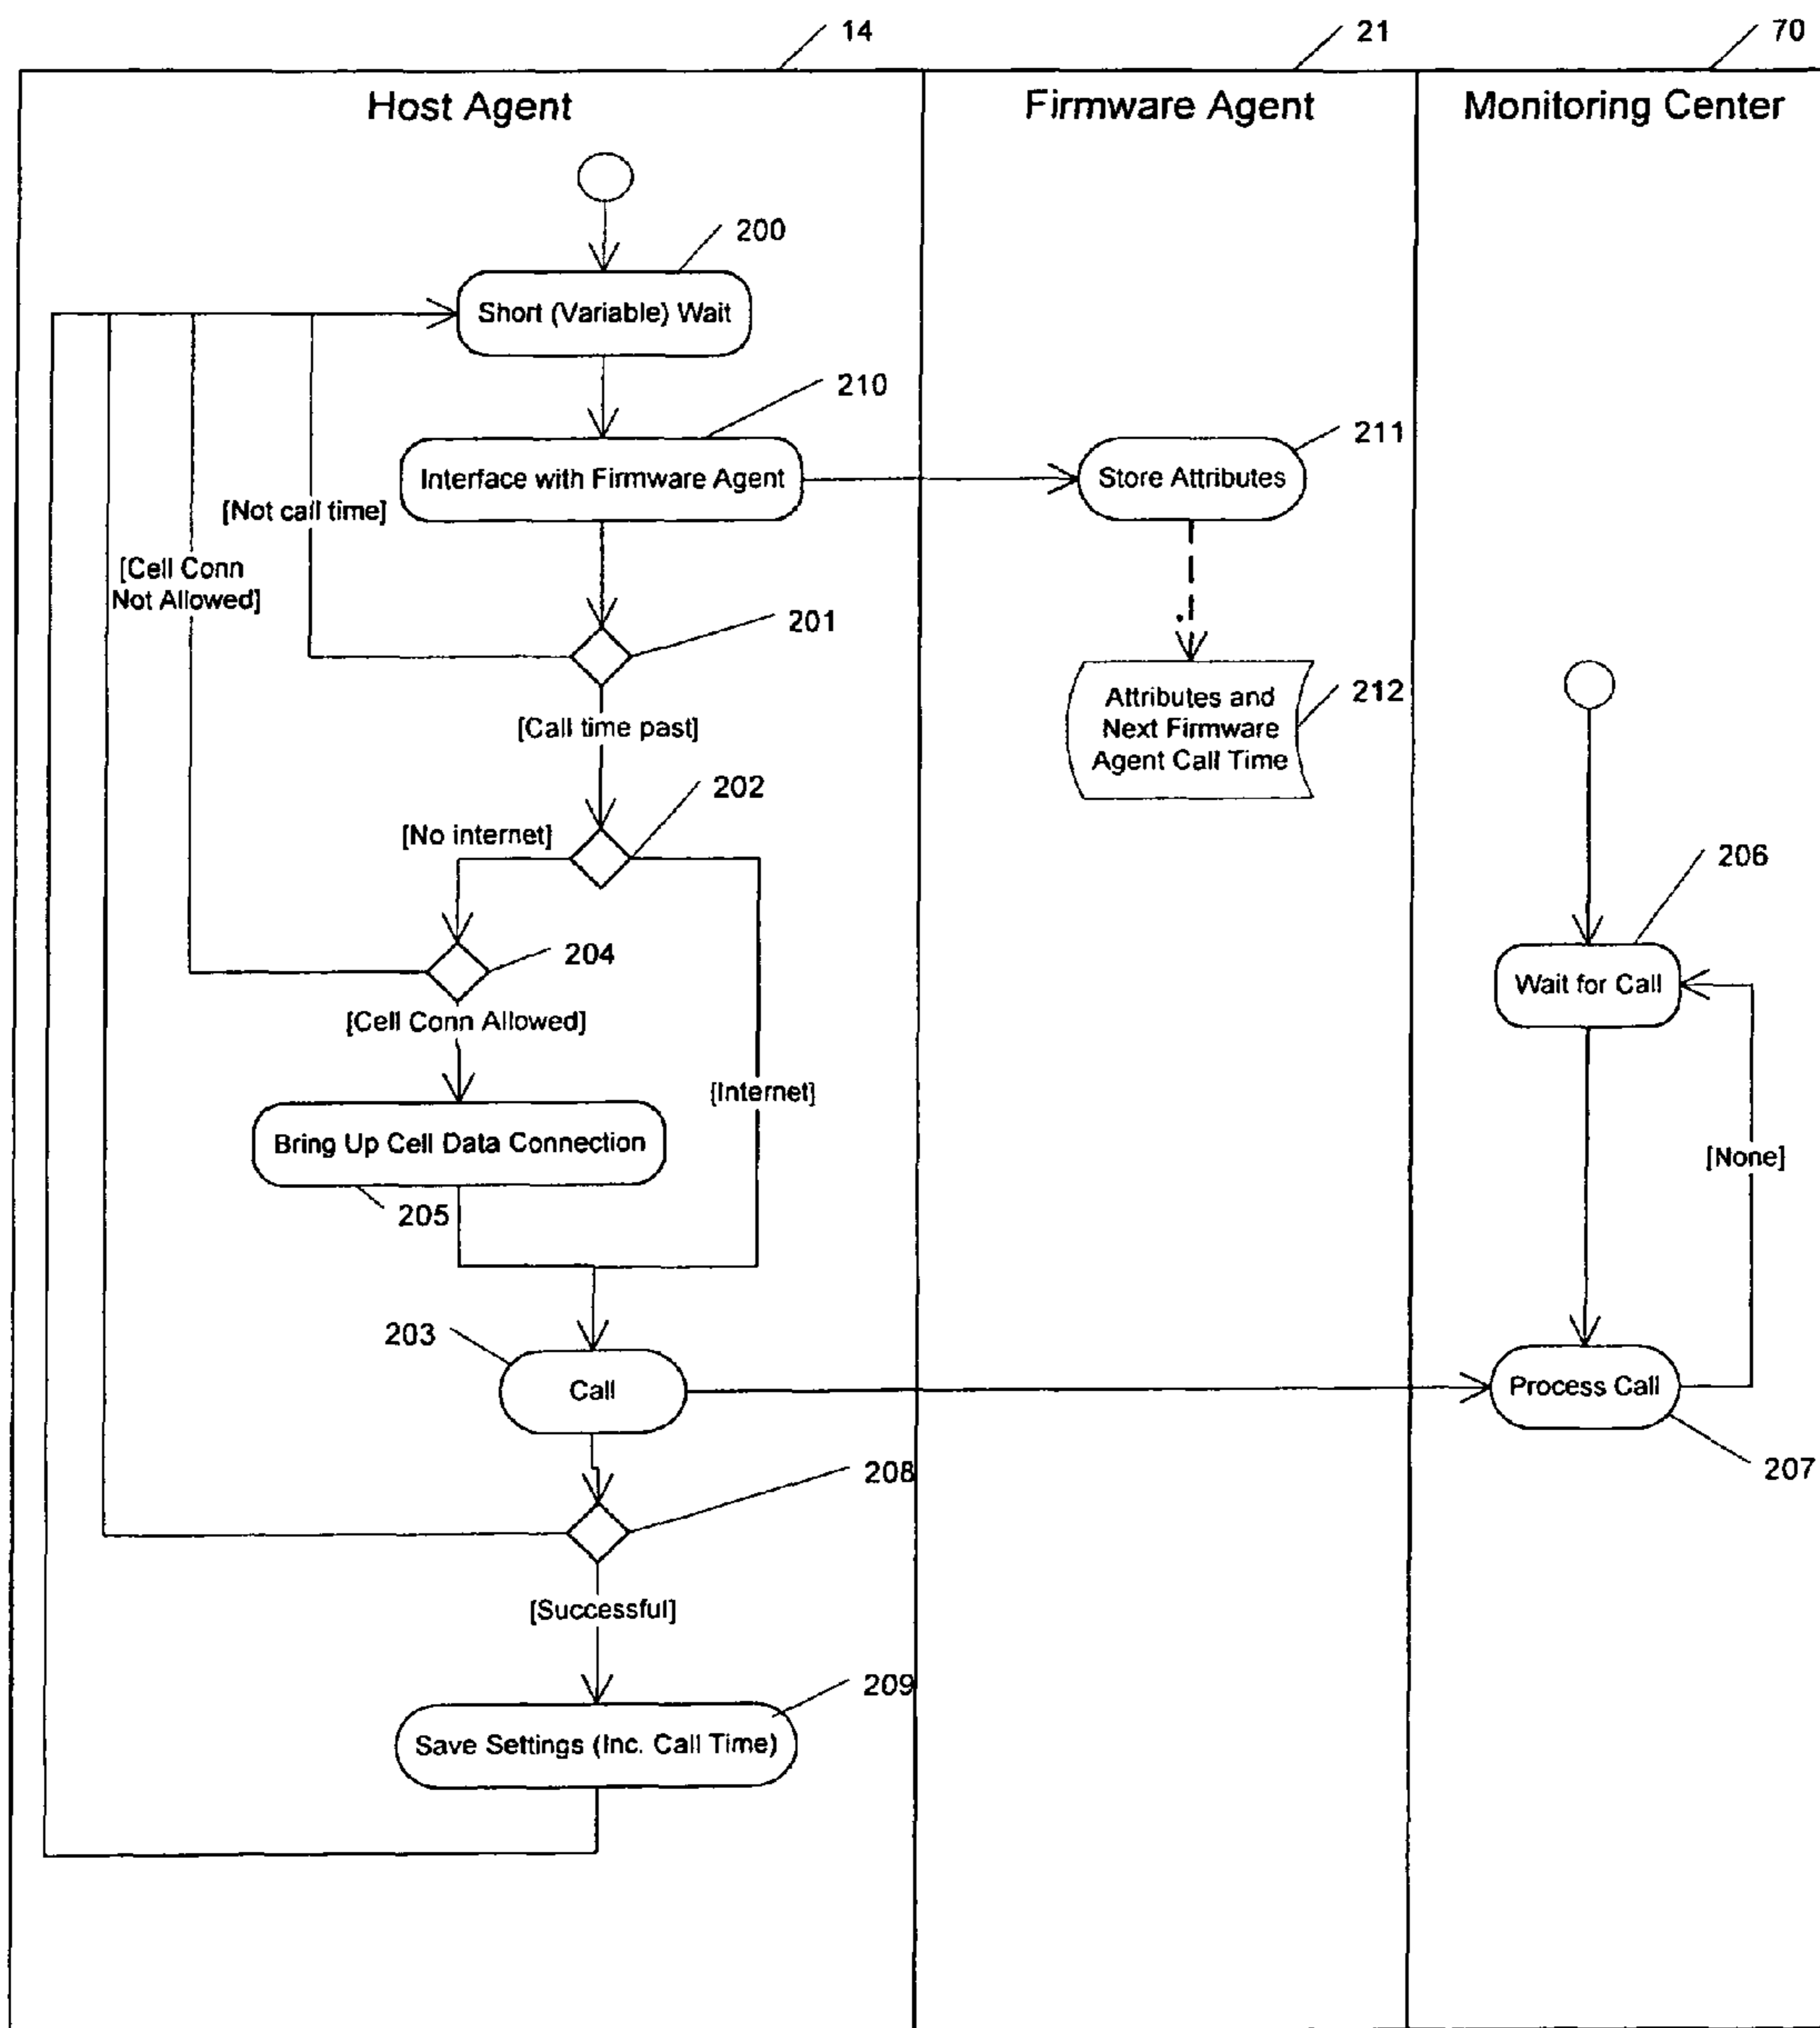 14
21
70
Host Agent
Firmware Agent
Monitoring Center
200
Short (Variable) Wait
210
Interface with Firmware Agent
211
Store Attributes
[Not call time]
[Cell Conn
Not Allowed]
201
[Call time past]
Attributes and
Next Firmware
Agent Call Time
212
202
[No internet]
206
204
Wait for Call
[Cell Conn Allowed]
[Internet]
Bring Up Cell Data Connection
[None]
205
203
Call
Process Call
208
207
[Successful]
209
Save Settings (Inc. Call Time)